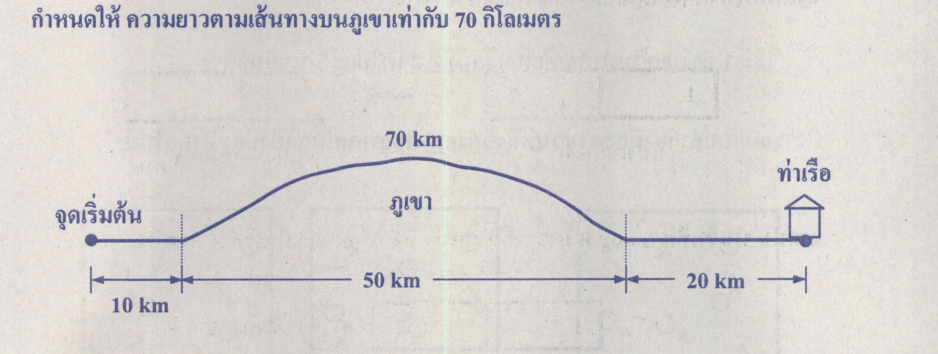 กำหนดให้ ความยาวตามเส้นทางบนภูเขาเท่ากับ 70 กิโลเมตร
70 km
ท่าเรือ
ภูเขา
จุดเริ่มต้น
50 km
20 km
10 km